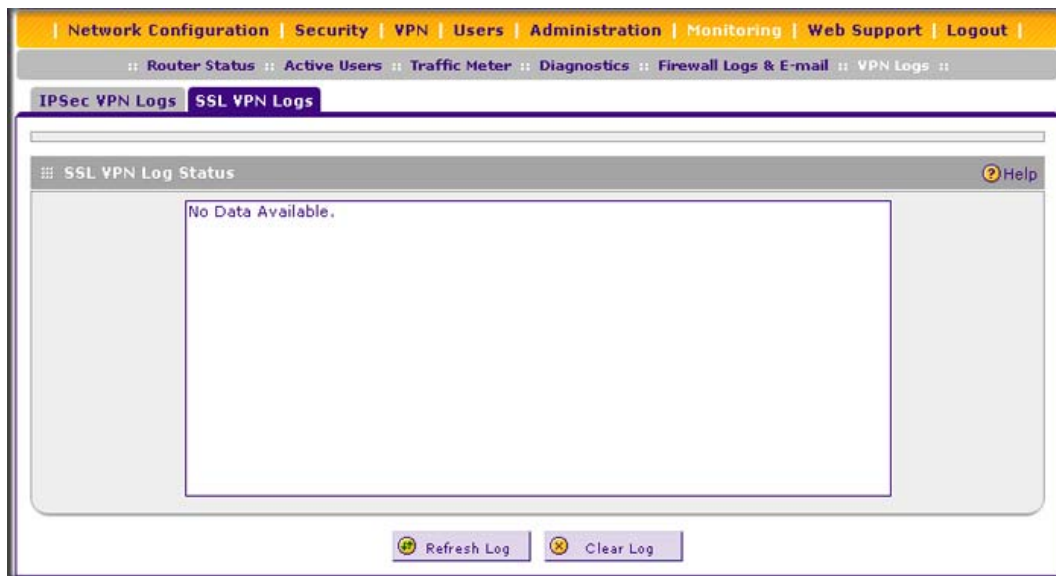 | Network Configuration | Security | VPN | Users | Administration | Monitoring | Web Support | Logout |
:: Router Status :: Active Users :: Traffic Meter :: Diagnostics :: Firewall Logs & E-mail :: VPN Logs ::
IPSec VPN Logs SSL VPN Logs
SSL VPN Log Status ? Help
No Data Available.
Refresh Log Clear Log